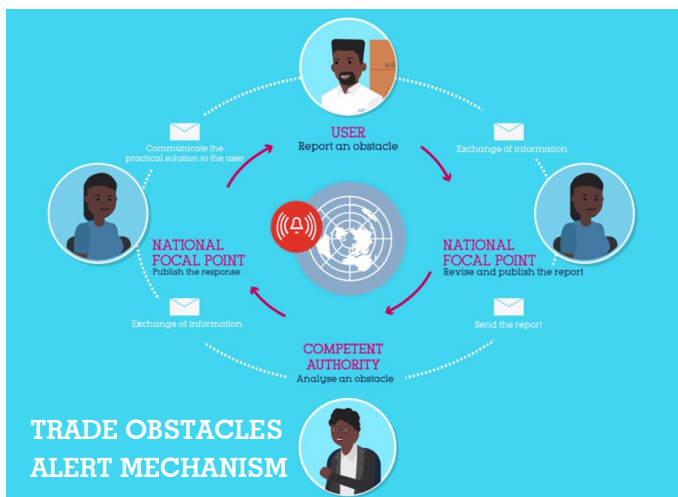 USER
Report an obstacle
Communicate the
practical solution to the user
Exchange of information
NATIONAL
FOCAL POINT
Publish the response
NATIONAL
FOCAL POINT
Revise and publish the report
Exchange of information
Send the report
COMPETENT
AUTHORITY
Analyse an obstacle
TRADE OBSTACLES
ALERT MECHANISM